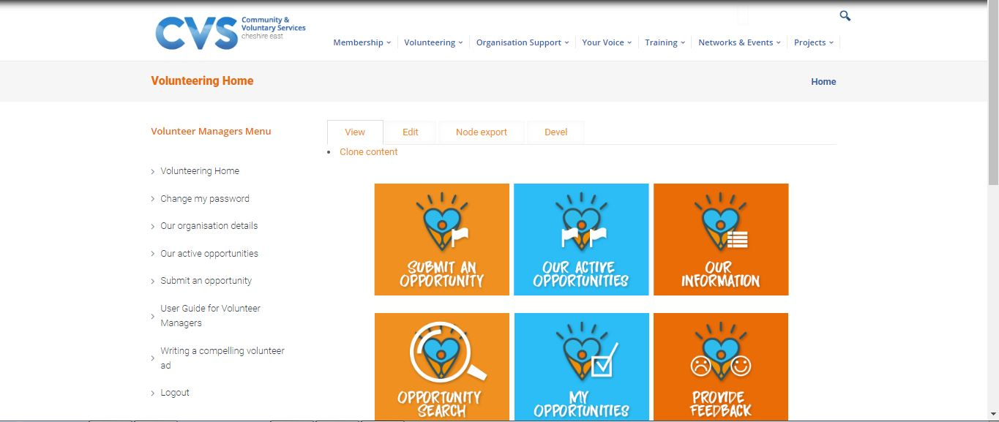 CVS Community &
Voluntary Services
cheshire east
Membership Volunteering Organisation Support Your Voice Training Networks & Events Projects
Volunteering Home Home
Volunteer Managers Menu
Volunteering Home
Change my password
Our organisation details
Our active opportunities
Submit an opportunity
User Guide for Volunteer
Managers
Writing a compelling volunteer
ad
Logout
View Edit Node export Devel
Clone content
SUBMIT AN
OPPORTUNITY
OUR ACTIVE
OPPORTUNITIES
OUR
INFORMATION
OPPORTUNITY
SEARCH
MY
OPPORTUNITIES
PROVIDE
FEEDBACK